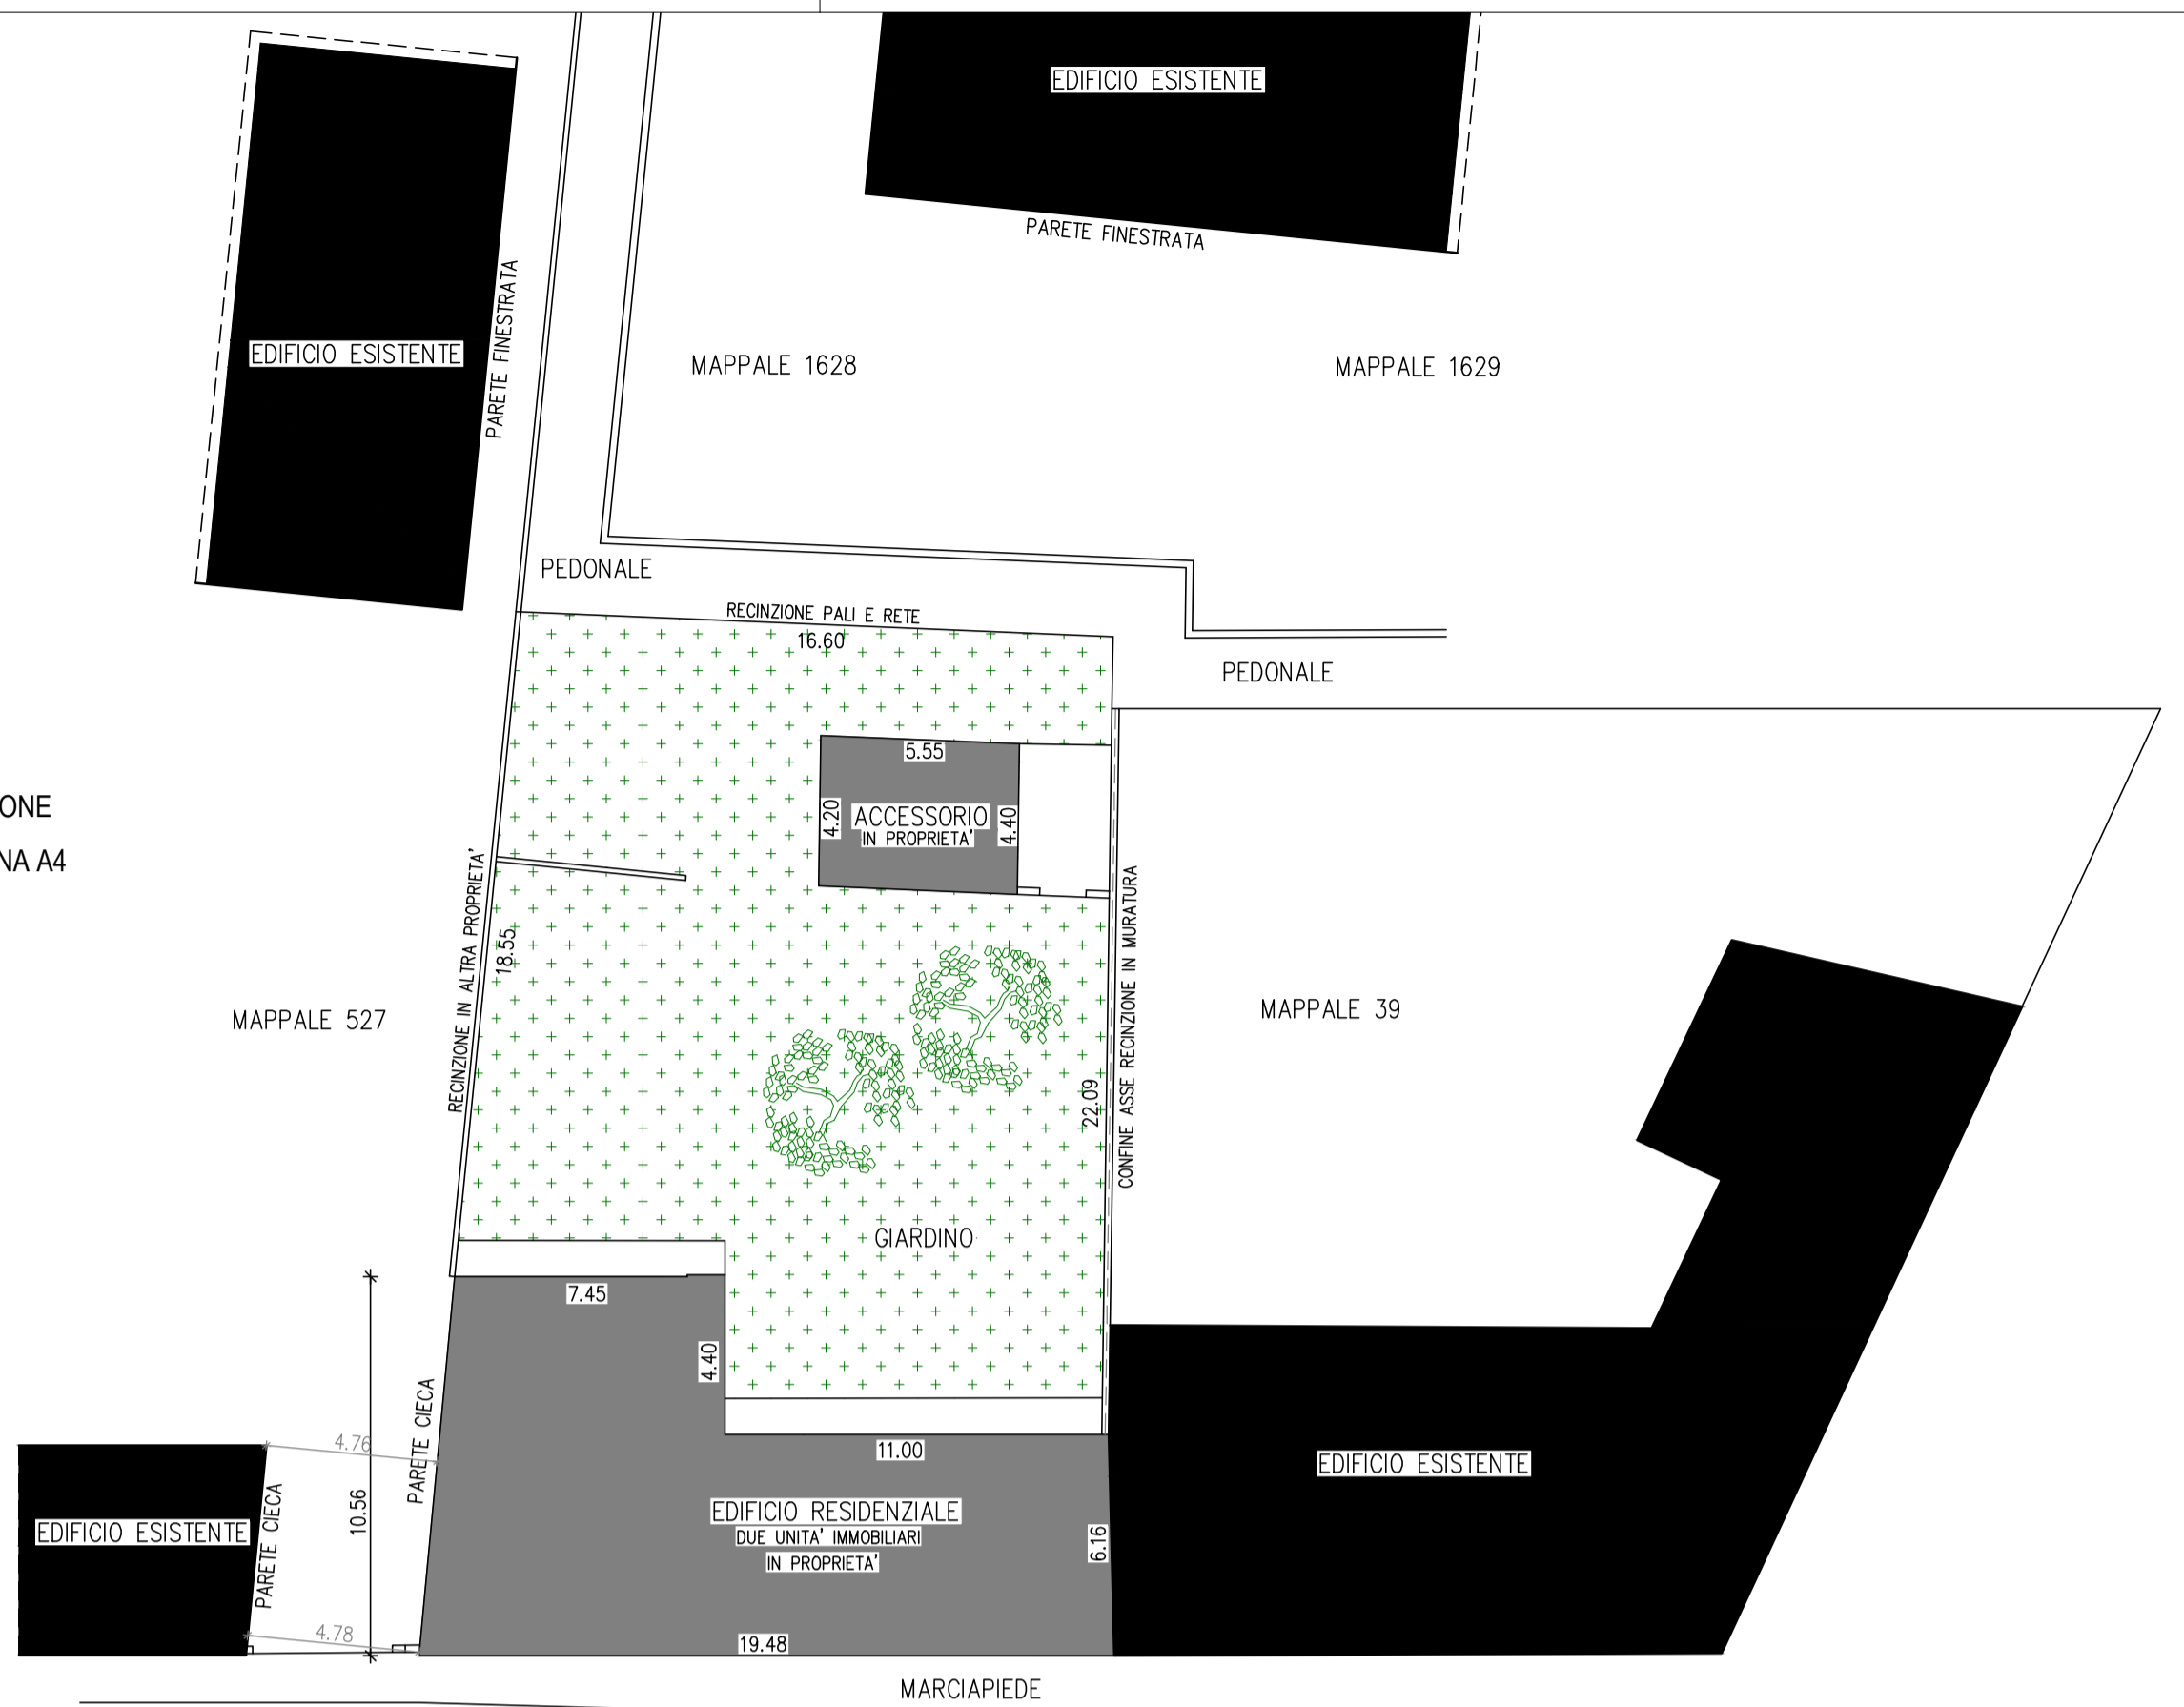 EDIFICIO ESISTENTE
PARETE FINESTRATA
EDIFICIO ESISTENTE
PARETE FINESTRATA
MAPPALE 1628
MAPPALE 1629
PEDONALE
RECINZIONE PALI E RETE
16.60
PEDONALE
5.55
4.20
ACCESSORIO
IN PROPRIETA'
4.40
ONE
NA A4
RECINZIONE IN ALTRA PROPRIETA'
18.55
CONFINE ASSE RECINZIONE IN MURATURA
22.09
MAPPALE 527
MAPPALE 39
GIARDINO
7.45
4.40
11.00
PARETE CIECA
4.76
10.56
EDIFICIO ESISTENTE
PARETE CIECA
4.78
EDIFICIO RESIDENZIALE
DUE UNITA' IMMOBILIARI
IN PROPRIETA'
6.16
EDIFICIO ESISTENTE
19.48
MARCIAPIEDE